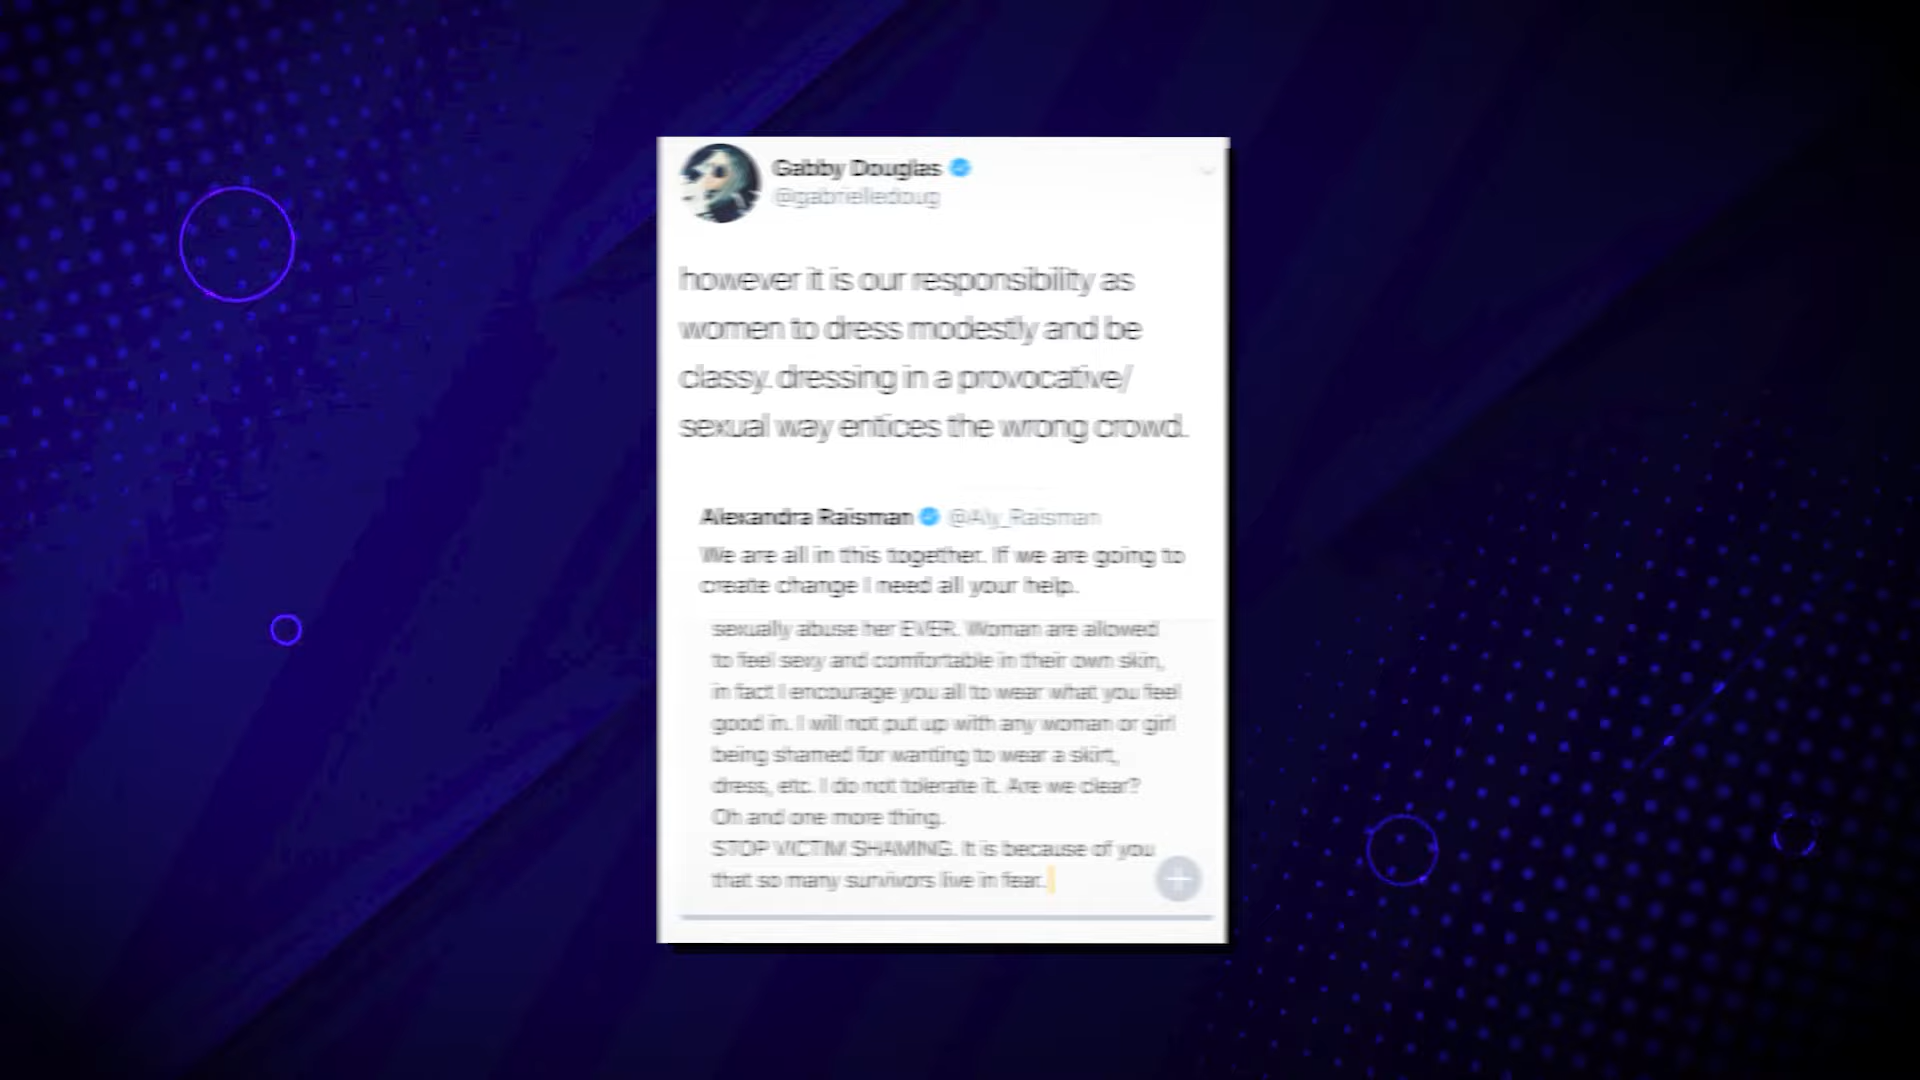 Gabby Douglas
@gabrielledoug
however it is our responsibility as
women to dress modestly and be
classy. dressing in a provocative/
sexual way entices the wrong crowd.
Alexandra Raisman @Aly_Raisman
We are all in this together. If we are going to
create change I need all your help.
sexually abuse her EVER. Woman are allowed
to feel sexy and comfortable in their own skin,
in fact I encourage you all to wear what you feel
good in. I will not put up with any woman or girl
being shamed for wanting to wear a skirt,
dress, etc. I do not tolerate it. Are we clear?
Oh and one more thing.
STOP VICTIM SHAMING. It is because of you
that so many survivors live in fear.